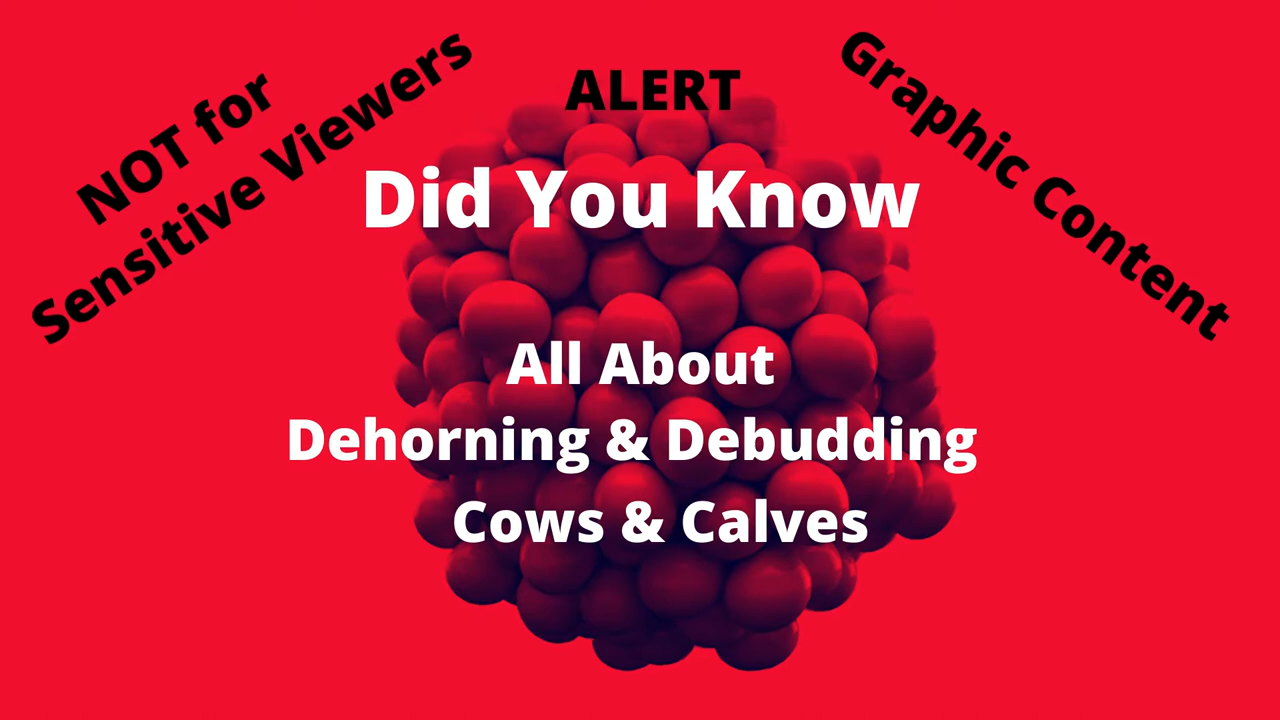 NOT for
Sensitive Viewers
ALERT
Graphic Content
Did You Know
All About
Dehorning & Debudding
Cows & Calves